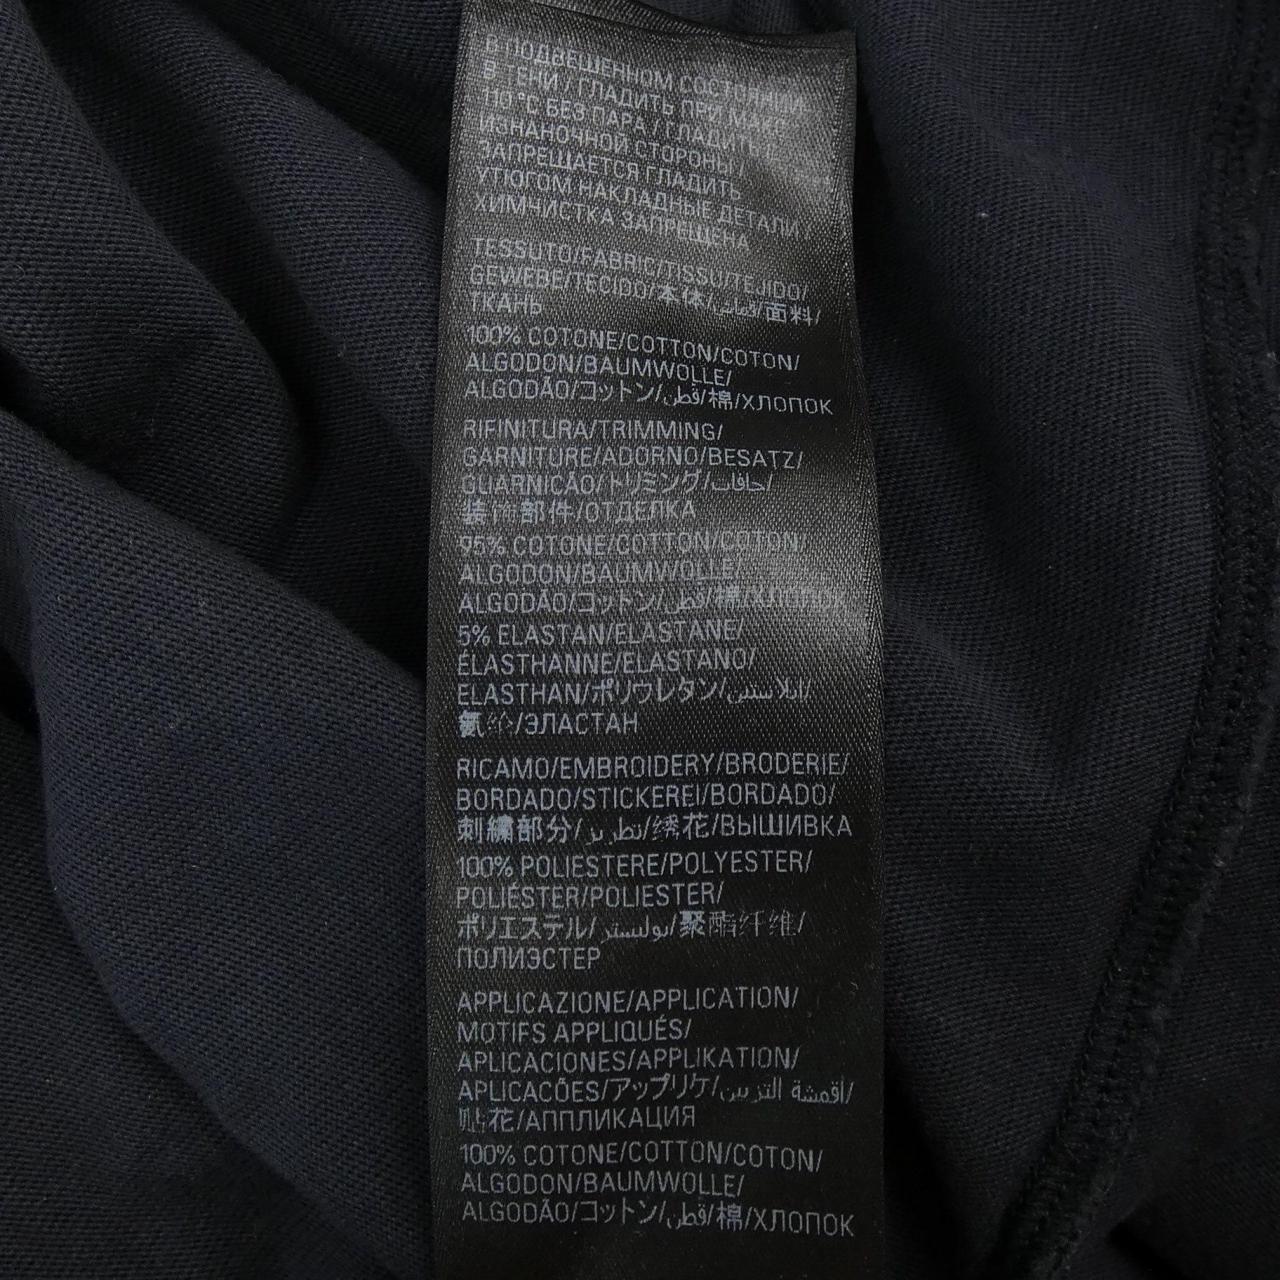 В ПОДВЕШЕННОМ СОСТОЯНИИ
В ТЕНИ / ГЛАДИТЬ ПРИ МАКС
110 °C БЕЗ ПАРА / ГЛАДИТЬ
ИЗНАНОЧНОЙ СТОРОНЫ /
ЗАПРЕЩАЕТСЯ ГЛАДИТЬ
УТЮГОМ НАКЛАДНЫЕ ДЕТАЛИ /
ХИМЧИСТКА ЗАПРЕЩЕНА
TESSUTO/FABRIC/TISSU/TEJIDO/
GEWEBE/TECIDO/本体/قماش/面料/
ТКАНЬ
100% COTONE/COTTON/COTON/
ALGODON/BAUMWOLLE/
ALGODÃO/コットン/قطن/棉/ХЛОПОК
RIFINITURA/TRIMMING/
GARNITURE/ADORNO/BESATZ/
GUARNICÃO/トリミング/حافات/
装饰部件/ОТДЕЛКА
95% COTONE/COTTON/COTON/
ALGODON/BAUMWOLLE/
ALGODÃO/コットン/قطن/棉/ХЛОПОК
5% ELASTAN/ELASTANE/
ÉLASTHANNE/ELASTANO/
ELASTHAN/ポリウレタン/إيلاستين/
氨纶/ЭЛАСТАН
RICAMO/EMBROIDERY/BRODERIE/
BORDADO/STICKEREI/BORDADO/
刺繍部分/تطريز/绣花/ВЫШИВКА
100% POLIESTERE/POLYESTER/
POLIÉSTER/POLIESTER/
ポリエステル/بوليستر/聚酯纤维/
ПОЛИЭСТЕР
APPLICAZIONE/APPLICATION/
MOTIFS APPLIQUÉS/
APLICACIONES/APPLIKATION/
APLICACÕES/アップリケ/أقمشة التزيين/
贴花/АППЛИКАЦИЯ
100% COTONE/COTTON/COTON/
ALGODON/BAUMWOLLE/
ALGODÃO/コットン/قطن/棉/ХЛОПОК